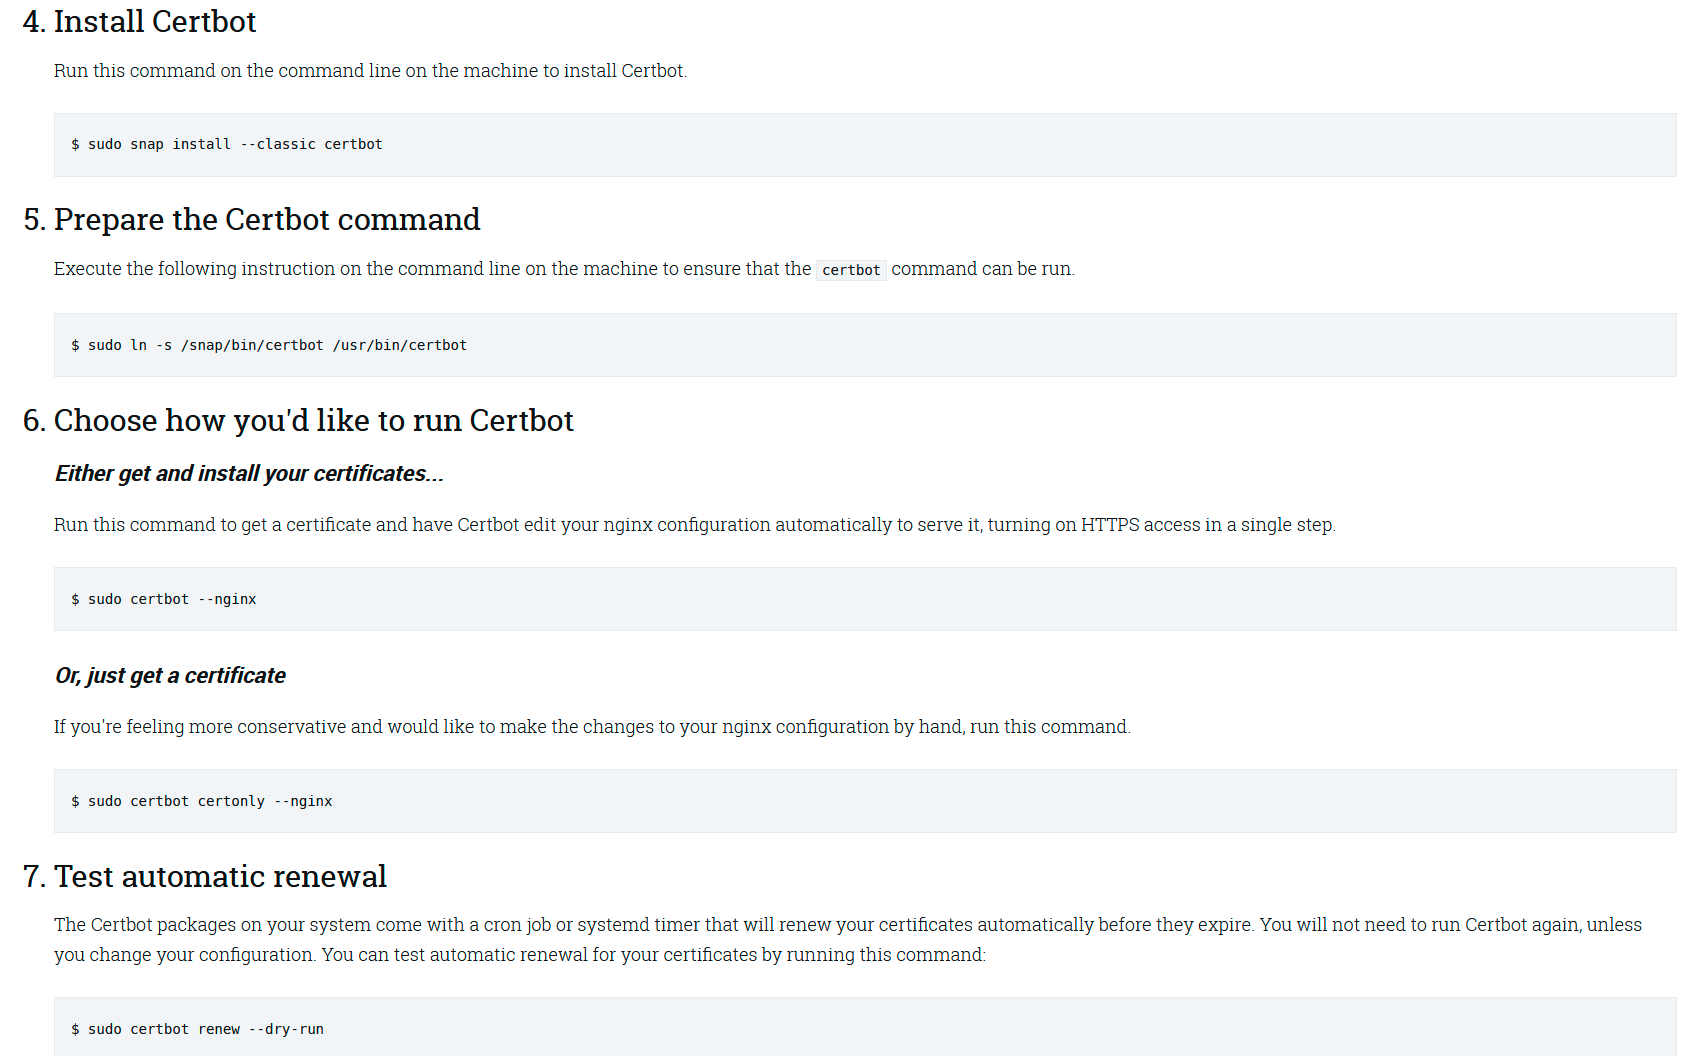 4. Install Certbot
Run this command on the command line on the machine to install Certbot.
$ sudo snap install --classic certbot
5. Prepare the Certbot command
Execute the following instruction on the command line on the machine to ensure that the certbot command can be run.
$ sudo ln -s /snap/bin/certbot /usr/bin/certbot
6. Choose how you'd like to run Certbot
Either get and install your certificates...
Run this command to get a certificate and have Certbot edit your nginx configuration automatically to serve it, turning on HTTPS access in a single step.
$ sudo certbot --nginx
Or, just get a certificate
If you're feeling more conservative and would like to make the changes to your nginx configuration by hand, run this command.
$ sudo certbot certonly --nginx
7. Test automatic renewal
The Certbot packages on your system come with a cron job or systemd timer that will renew your certificates automatically before they expire. You will not need to run Certbot again, unless
you change your configuration. You can test automatic renewal for your certificates by running this command:
$ sudo certbot renew --dry-run